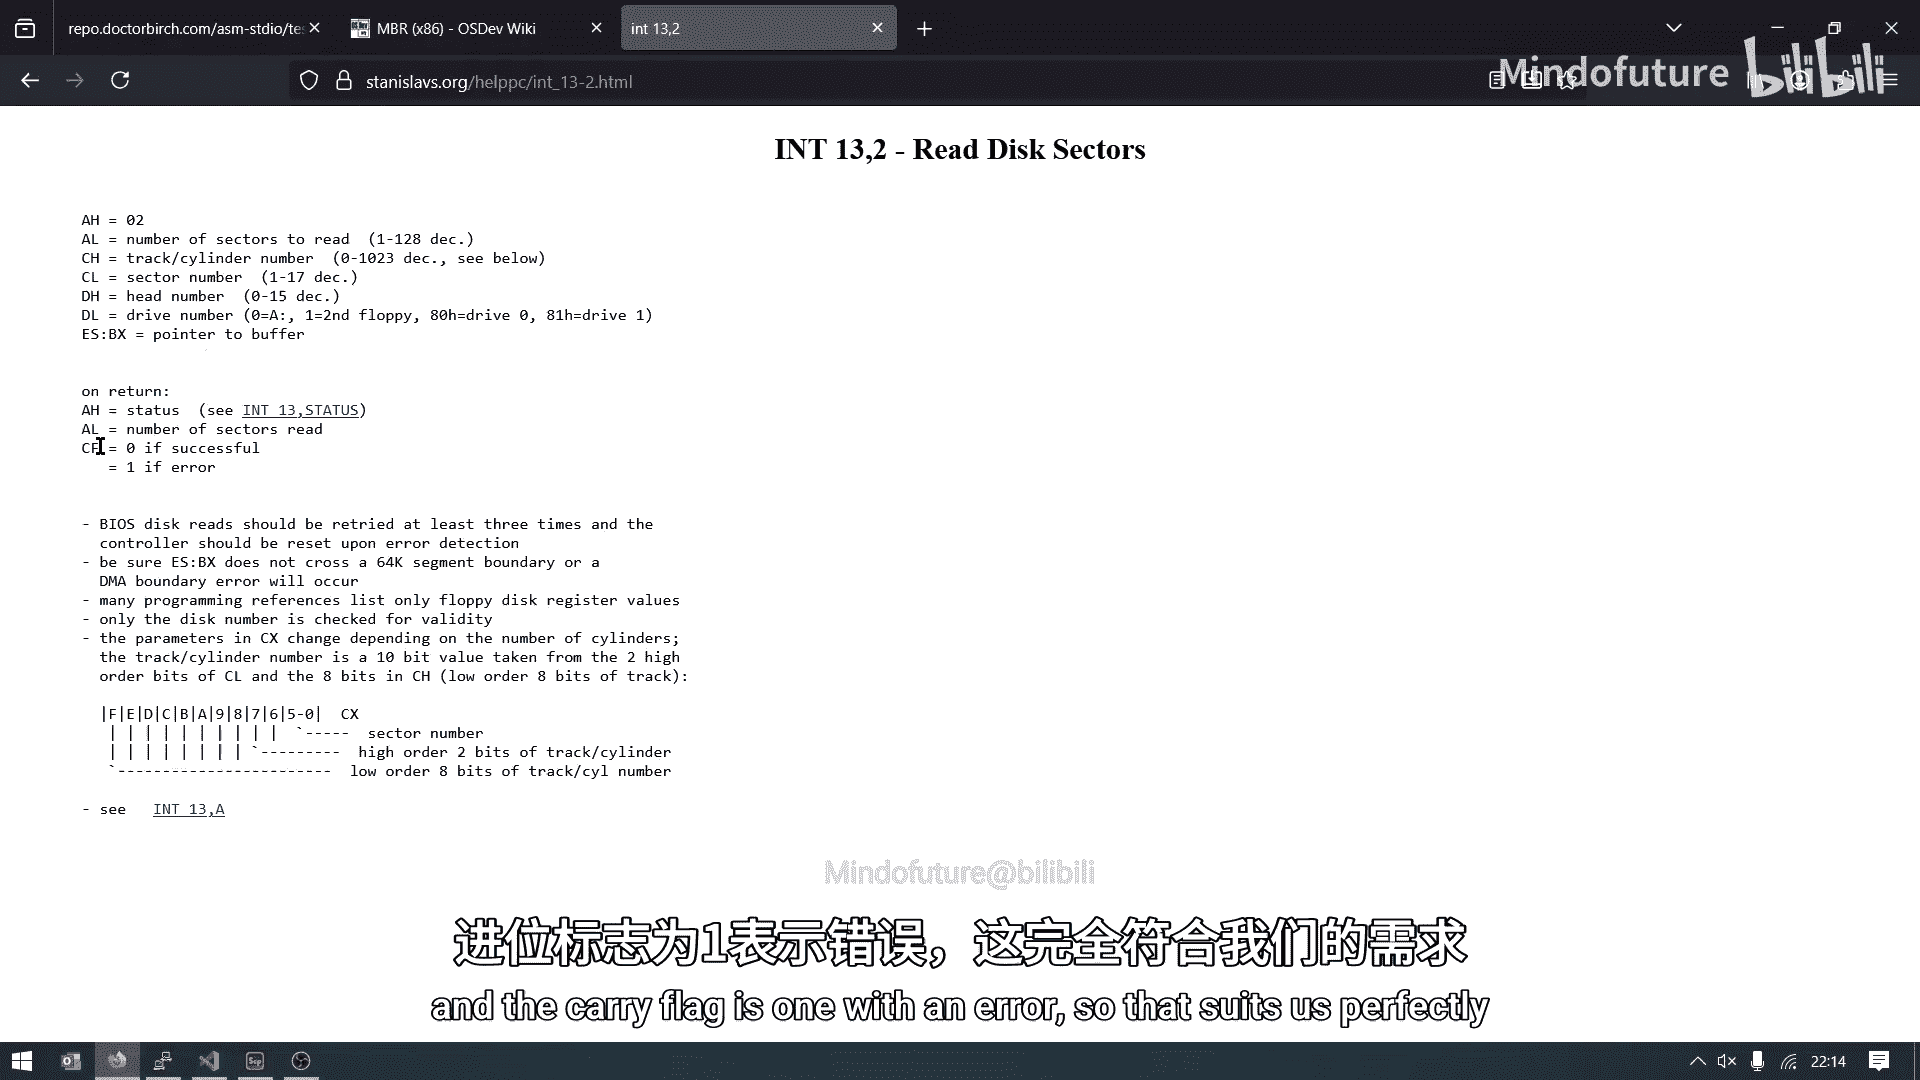 repo.doctorbirch.com/asm-stdio/te
MBR (x86) - OSDev Wiki
int 13,2
stanislavs.org/helppc/int_13-2.html
Mindofuture bilibili
INT 13,2 - Read Disk Sectors
AH = 02
AL = number of sectors to read  (1-128 dec.)
CH = track/cylinder number  (0-1023 dec., see below)
CL = sector number  (1-17 dec.)
DH = head number  (0-15 dec.)
DL = drive number (0=A:, 1=2nd floppy, 80h=drive 0, 81h=drive 1)
ES:BX = pointer to buffer
on return:
AH = status  (see INT 13,STATUS)
AL = number of sectors read
CF = 0 if successful
   = 1 if error
- BIOS disk reads should be retried at least three times and the
  controller should be reset upon error detection
- be sure ES:BX does not cross a 64K segment boundary or a
  DMA boundary error will occur
- many programming references list only floppy disk register values
- only the disk number is checked for validity
- the parameters in CX change depending on the number of cylinders;
  the track/cylinder number is a 10 bit value taken from the 2 high
  order bits of CL and the 8 bits in CH (low order 8 bits of track):
  |F|E|D|C|B|A|9|8|7|6|5-0|  CX
   | | | | | | | | | |  `-----  sector number
   | | | | | | | | `---------  high order 2 bits of track/cylinder
   `------------------------  low order 8 bits of track/cyl number
- see   INT 13,A
Mindofuture@bilibili
进位标志为1表示错误，这完全符合我们的需求
and the carry flag is one with an error, so that suits us perfectly
22:14